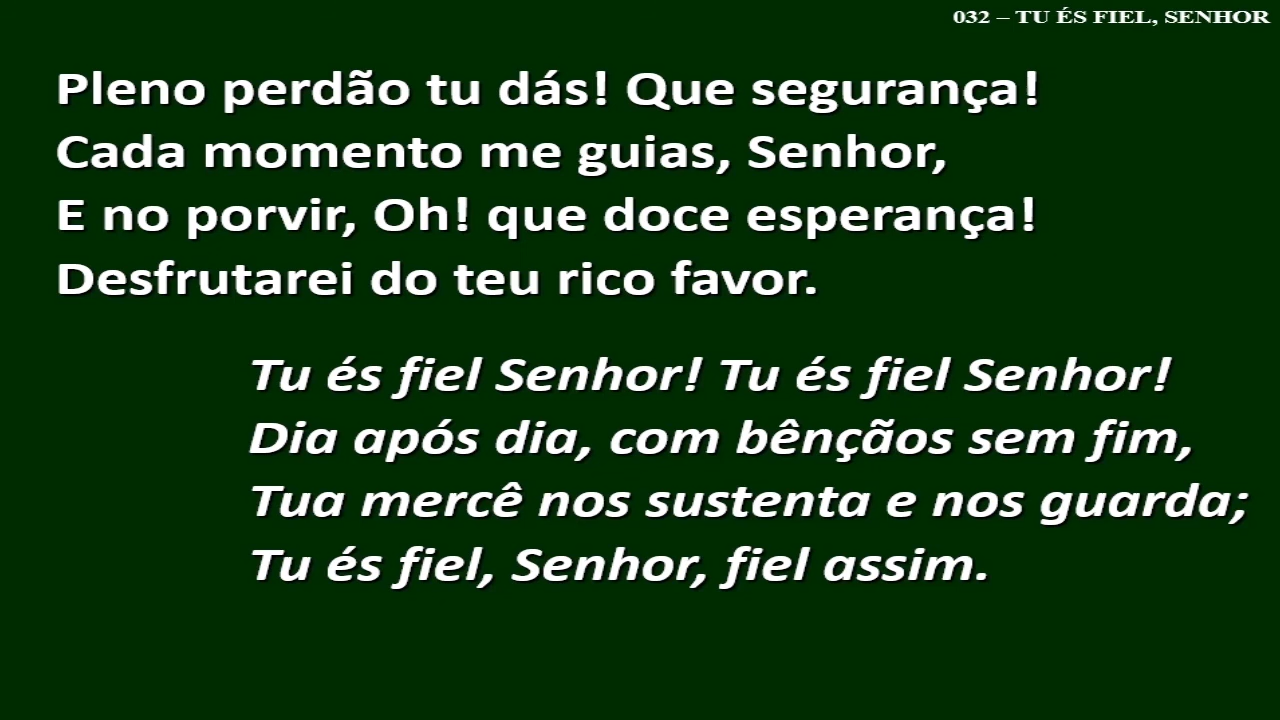 032 – TU ÉS FIEL, SENHOR
Pleno perdão tu dás! Que segurança!
Cada momento me guias, Senhor,
E no porvir, Oh! que doce esperança!
Desfrutarei do teu rico favor.
Tu és fiel Senhor! Tu és fiel Senhor!
Dia após dia, com bênçãos sem fim,
Tua mercê nos sustenta e nos guarda;
Tu és fiel, Senhor, fiel assim.